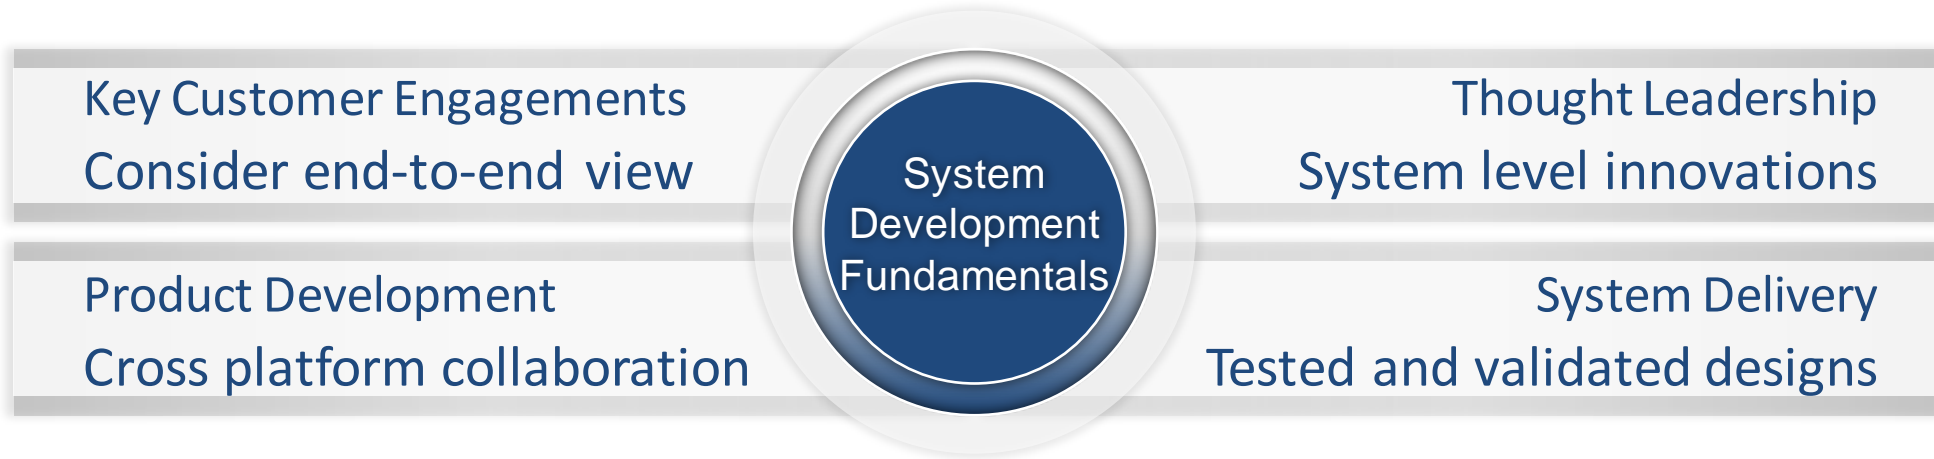 Key Customer Engagements
Consider end-to-end view
Thought Leadership
System level innovations
System
Development
Fundamentals
Product Development
Cross platform collaboration
System Delivery
Tested and validated designs